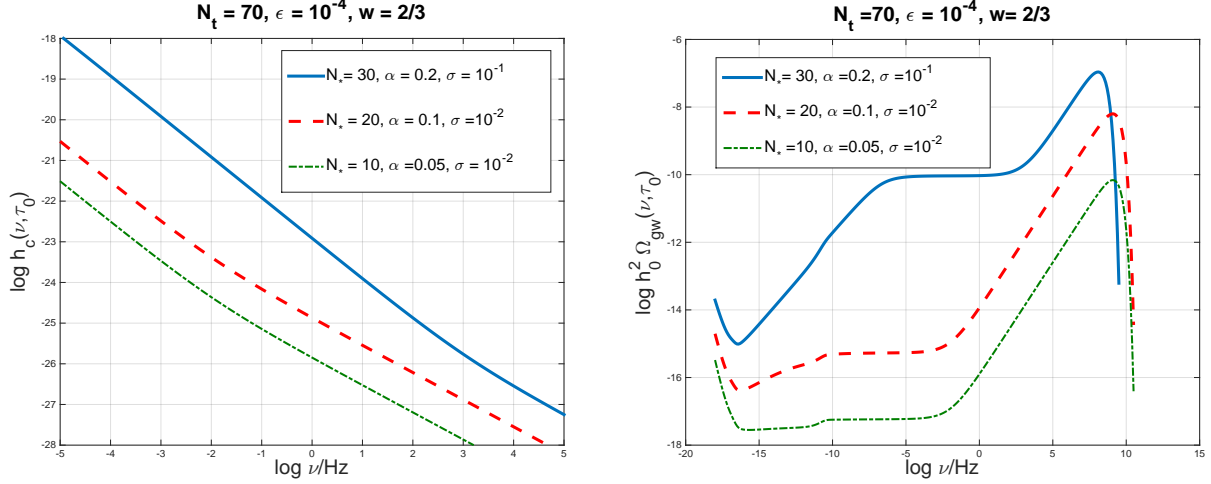 N_t = 70, ϵ = 10^-4, w = 2/3
log h_c(ν,τ_0)
-18
-19
-20
-21
-22
-23
-24
-25
-26
-27
-28
N_*= 30, α = 0.2, σ = 10^-1
N_* = 20, α = 0.1, σ=10^-2
N_* = 10, α = 0.05, σ = 10^-2
-5 -4 -3 -2 -1 0 1 2 3 4 5
log ν/Hz
N_t =70, ϵ = 10^-4, w= 2/3
log h_0^2 Ω_gw(ν,τ_0)
-6
-8
-10
-12
-14
-16
-18
N_*= 30, α =0.2, σ =10^-1
N_* = 20, α =0.1, σ=10^-2
N_* =10, α =0.05, σ =10^-2
-20 -15 -10 -5 0 5 10 15
log ν/Hz